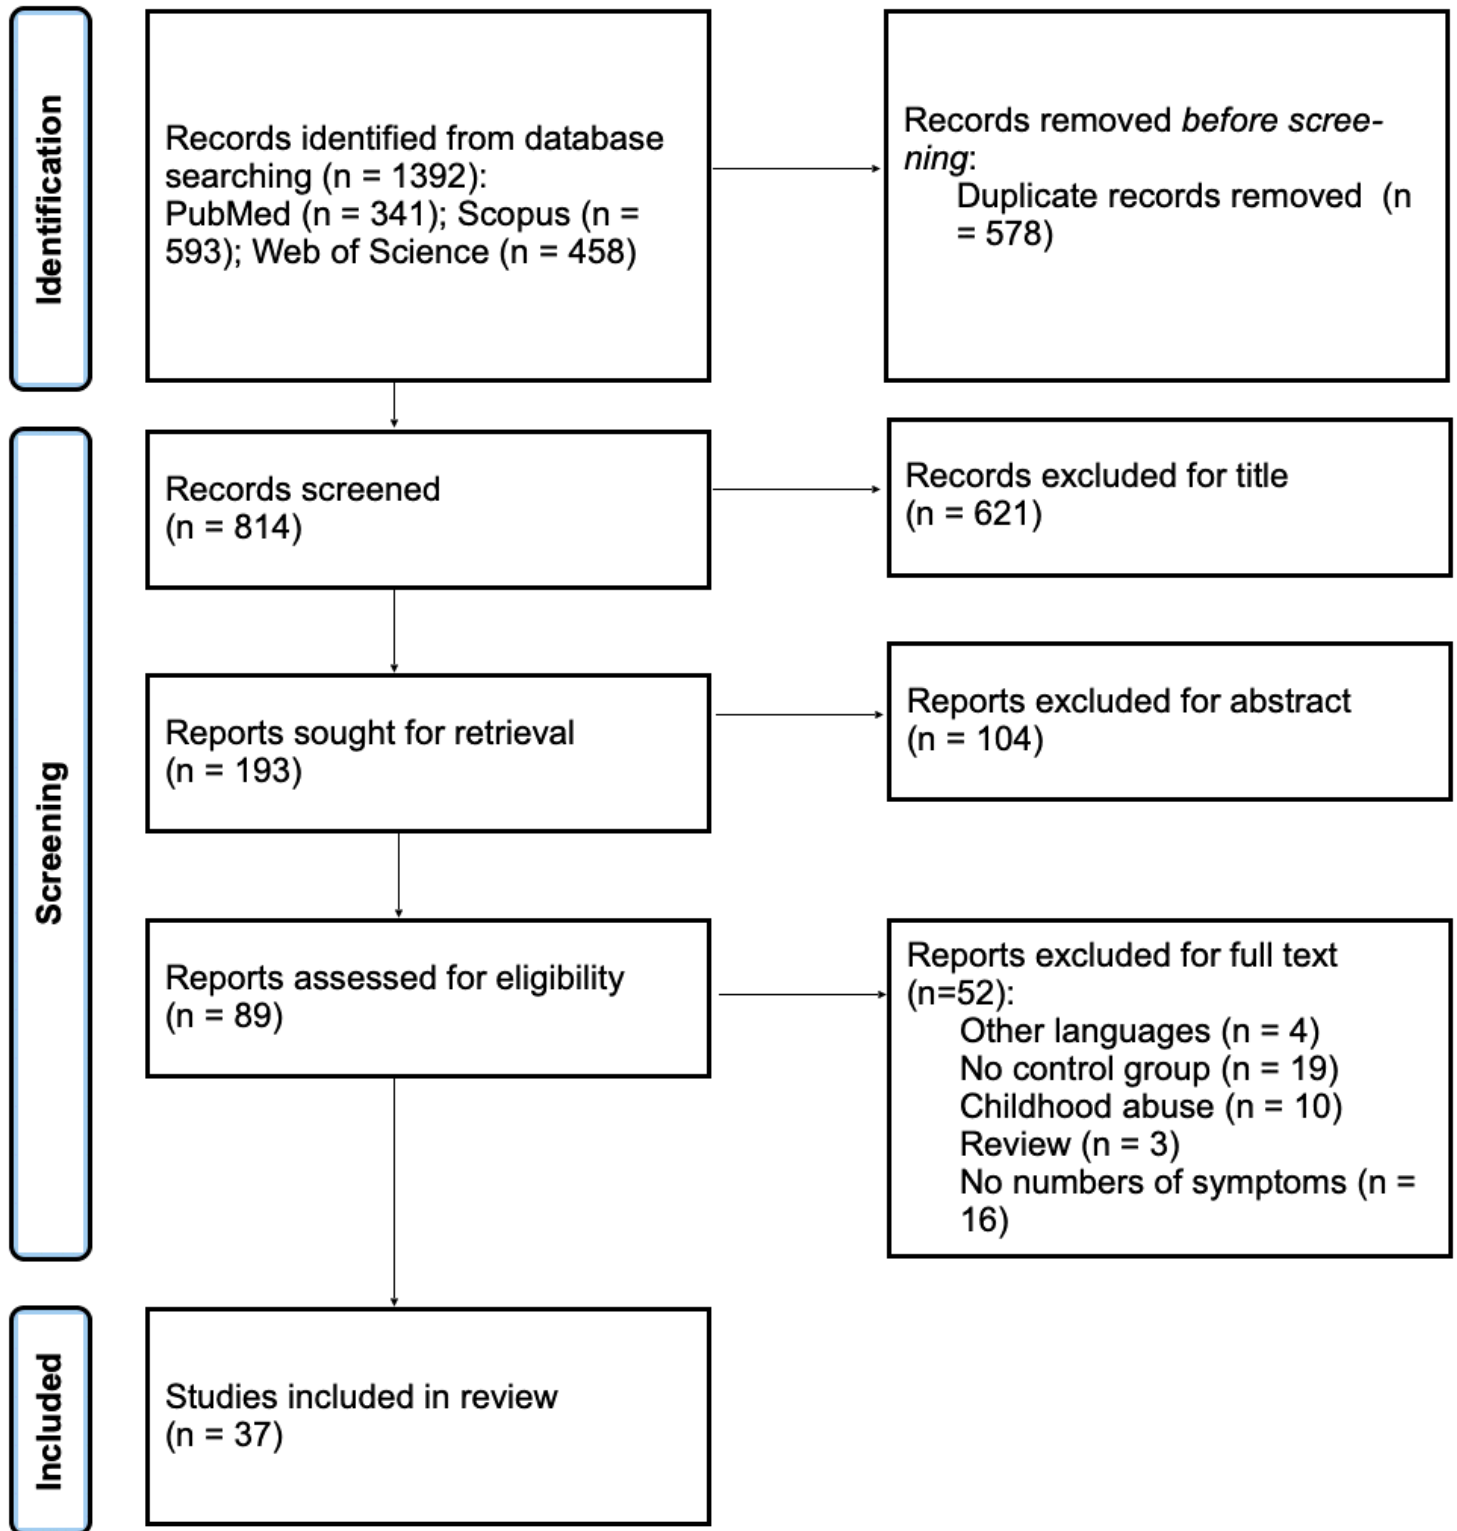 Identification
Records identified from database
searching (n = 1392):
PubMed (n = 341); Scopus (n =
593); Web of Science (n = 458)
Records removed before scree-
ning:
Duplicate records removed (n
= 578)
Screening
Records screened
(n = 814)
Records excluded for title
(n = 621)
Reports sought for retrieval
(n = 193)
Reports excluded for abstract
(n = 104)
Reports assessed for eligibility
(n = 89)
Reports excluded for full text
(n=52):
Other languages (n = 4)
No control group (n = 19)
Childhood abuse (n = 10)
Review (n = 3)
No numbers of symptoms (n =
16)
Included
Studies included in review
(n = 37)